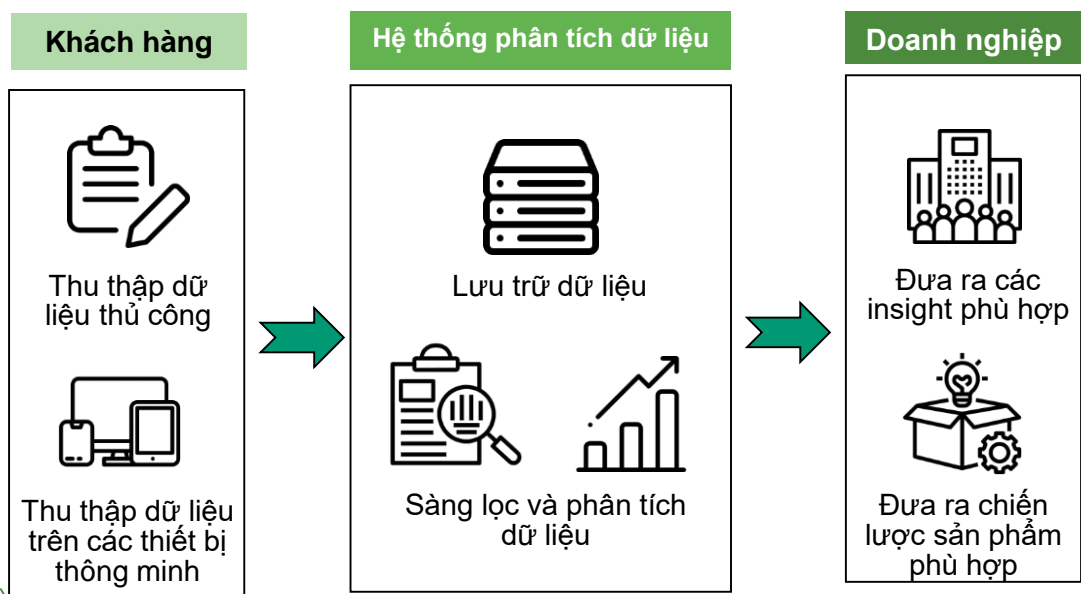 Khách hàng
Thu thập dữ
liệu thủ công
Thu thập dữ liệu
trên các thiết bị
thông minh
Hệ thống phân tích dữ liệu
Lưu trữ dữ liệu
Sàng lọc và phân tích
dữ liệu
Doanh nghiệp
Đưa ra các
insight phù hợp
Đưa ra chiến
lược sản phẩm
phù hợp